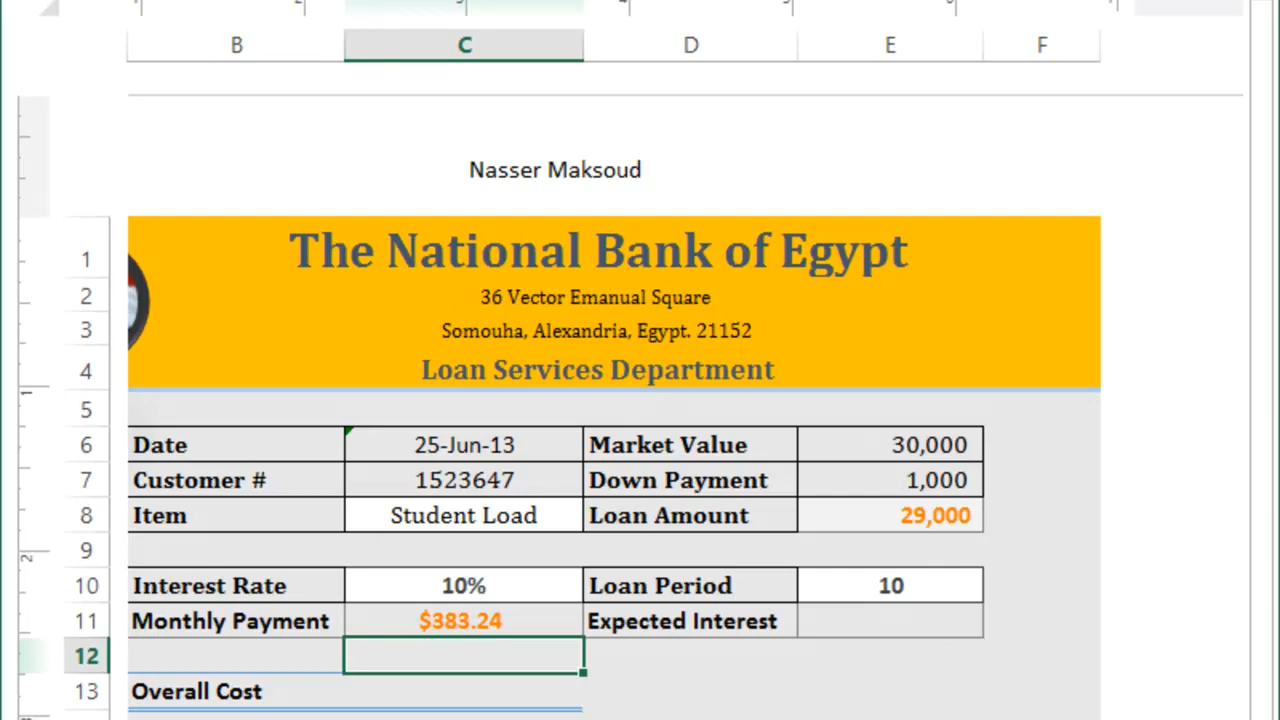 B C D E F
Nasser Maksoud
1 The National Bank of Egypt
2 36 Vector Emanual Square
3 Somouha, Alexandria, Egypt. 21152
4 Loan Services Department
5
6 Date 25-Jun-13 Market Value 30,000
7 Customer # 1523647 Down Payment 1,000
8 Item Student Load Loan Amount 29,000
9
10 Interest Rate 10% Loan Period 10
11 Monthly Payment $383.24 Expected Interest
12
13 Overall Cost